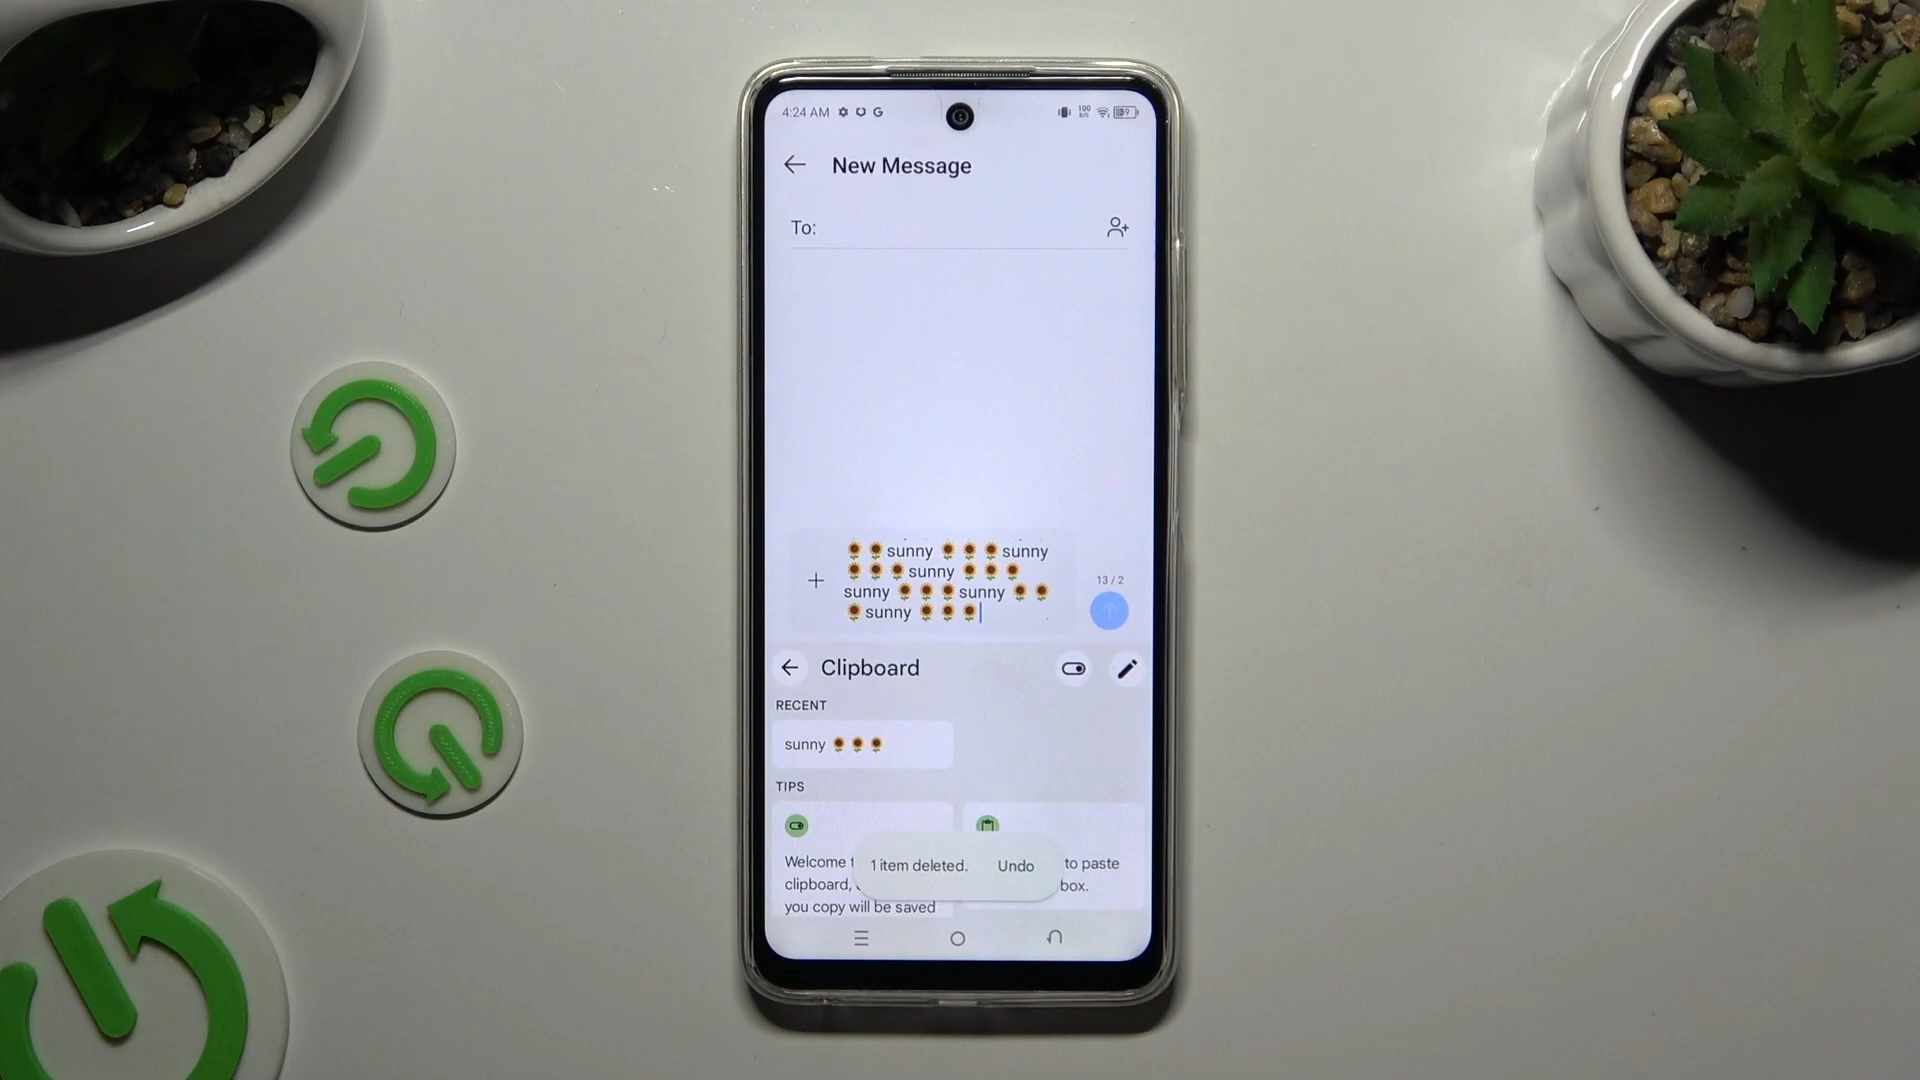 4:24 AM G 100 B/S
New Message
To:
🌻🌻sunny 🌻🌻🌻sunny
🌻🌻🌻sunny 🌻🌻🌻
sunny 🌻🌻🌻sunny 🌻🌻
🌻sunny 🌻🌻🌻
13 / 2
Clipboard
RECENT
sunny 🌻🌻🌻
TIPS
Welcome
clipboard,
you copy will be saved
to paste
box.
1 item deleted. Undo